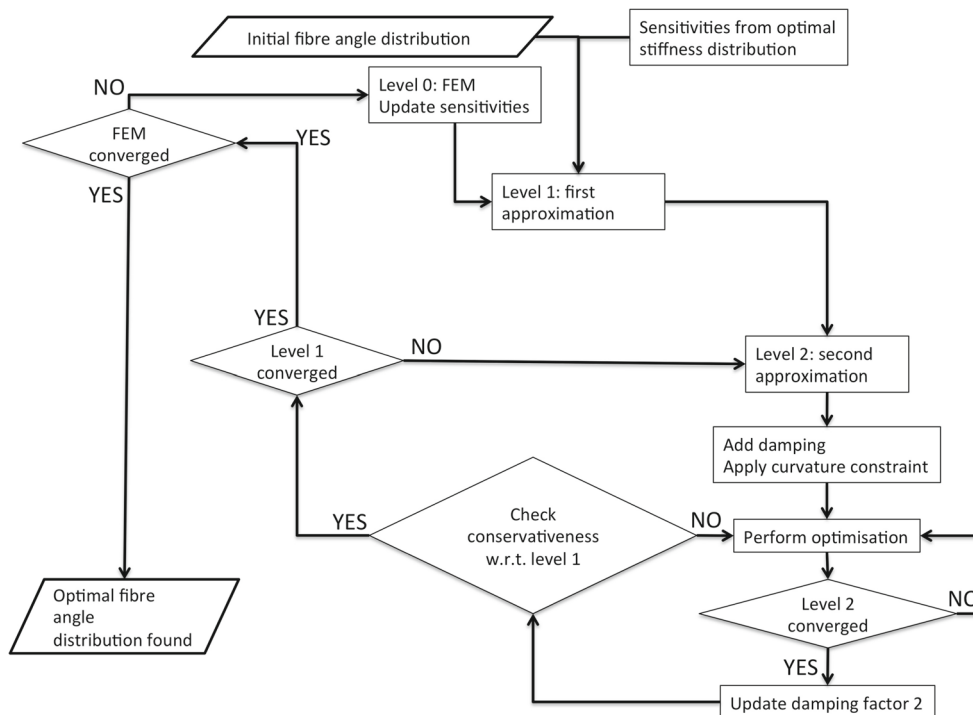 Initial fibre angle distribution
Sensitivities from optimal
stiffness distribution
NO
Level 0: FEM
Update sensitivities
FEM
converged
YES
YES
Level 1: first
approximation
YES
Level 1
converged
NO
Level 2: second
approximation
Add damping
Apply curvature constraint
Check
conservativeness
w.r.t. level 1
YES
NO
Perform optimisation
Level 2
converged
NO
YES
Update damping factor 2
Optimal fibre
angle
distribution found